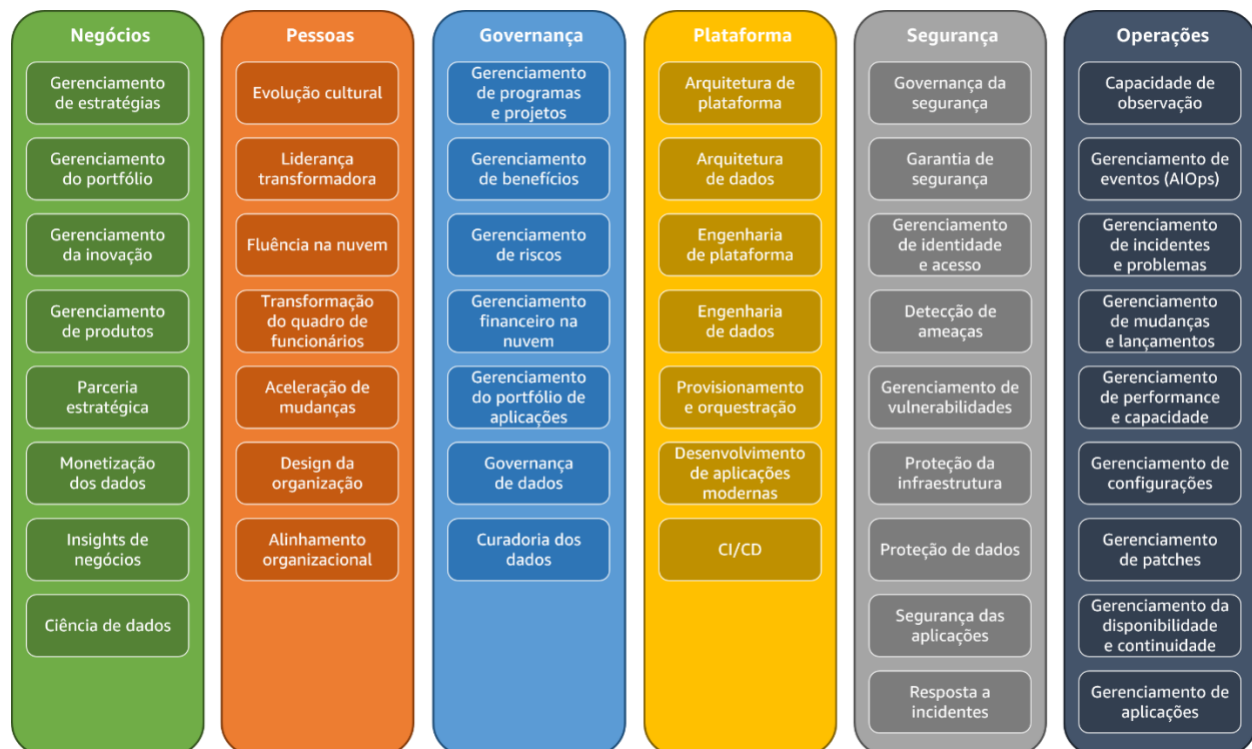 Negócios
Gerenciamento
de estratégias
Gerenciamento
do portfólio
Gerenciamento
da inovação
Gerenciamento
de produtos
Parceria
estratégica
Monetização
dos dados
Insights de
negócios
Ciência de dados
Pessoas
Evolução cultural
Liderança
transformadora
Fluência na nuvem
Transformação
do quadro de
funcionários
Aceleração de
mudanças
Design da
organização
Alinhamento
organizacional
Governança
Gerenciamento
de programas
e projetos
Gerenciamento
de benefícios
Gerenciamento
de riscos
Gerenciamento
financeiro na
nuvem
Gerenciamento
do portfólio de
aplicações
Governança
de dados
Curadoria dos
dados
Plataforma
Arquitetura de
plataforma
Arquitetura
de dados
Engenharia
de plataforma
Engenharia
de dados
Provisionamento
e orquestração
Desenvolvimento
de aplicações
modernas
CI/CD
Segurança
Governança da
segurança
Garantia de
segurança
Gerenciamento
de identidade
e acesso
Detecção de
ameaças
Gerenciamento de
vulnerabilidades
Proteção da
infraestrutura
Proteção de dados
Segurança das
aplicações
Resposta a
incidentes
Operações
Capacidade de
observação
Gerenciamento de
eventos (AIOps)
Gerenciamento
de incidentes
e problemas
Gerenciamento
de mudanças
e lançamentos
Gerenciamento
de performance
e capacidade
Gerenciamento de
configurações
Gerenciamento
de patches
Gerenciamento da
disponibilidade
e continuidade
Gerenciamento de
aplicações